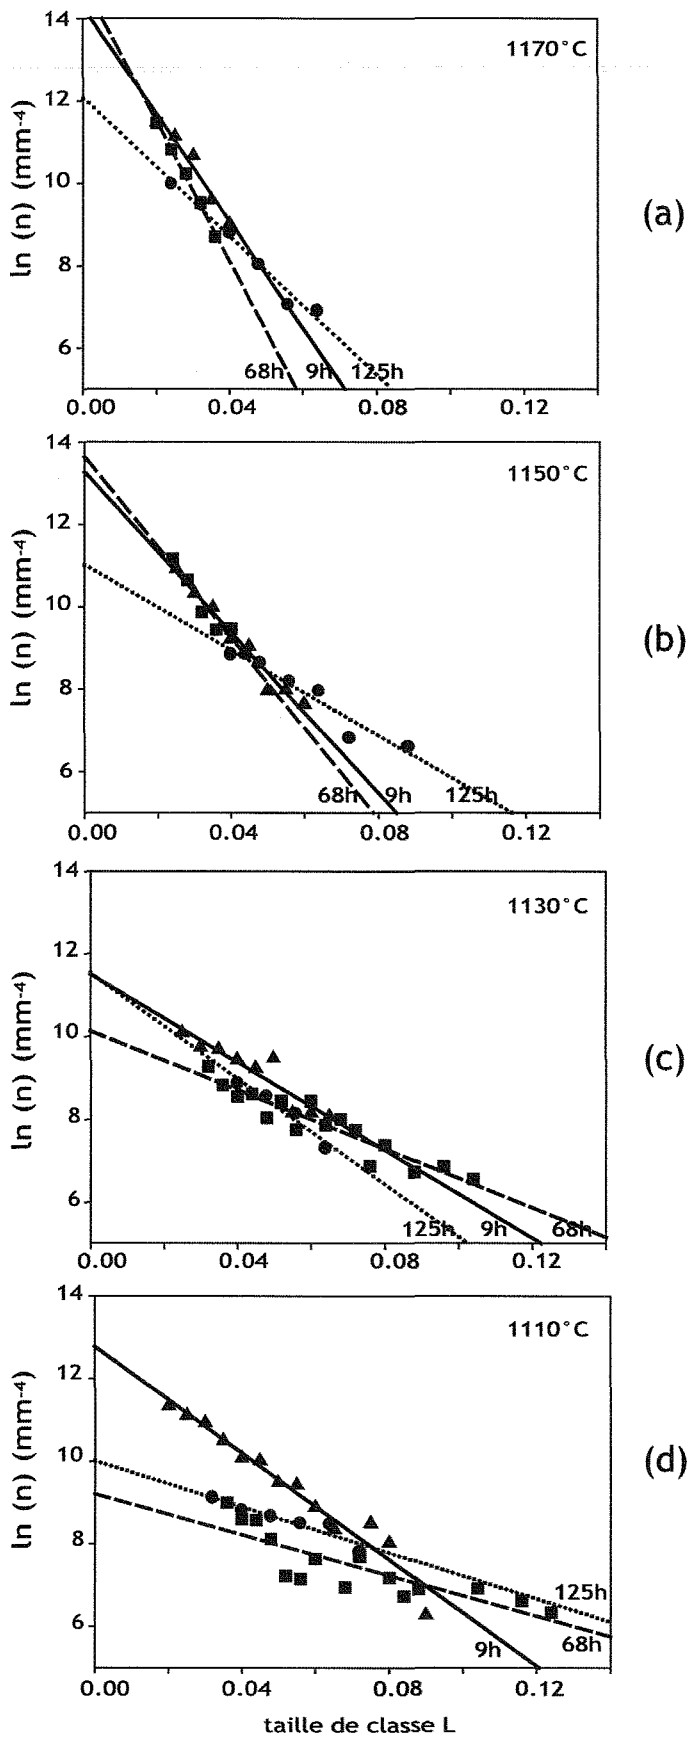 14
1170°C
12
ln (n) (mm-4)
10
(a)
8
6
68h 9h 125h
0.00 0.04 0.08 0.12
14
1150°C
12
ln (n) (mm-4)
10
(b)
8
6
68h 9h 125h
0.00 0.04 0.08 0.12
14
1130°C
12
ln (n) (mm-4)
10
(c)
8
6
125h 9h 68h
0.00 0.04 0.08 0.12
14
1110°C
12
ln (n) (mm-4)
10
(d)
8
125h
6
68h
9h
0.00 0.04 0.08 0.12
taille de classe L